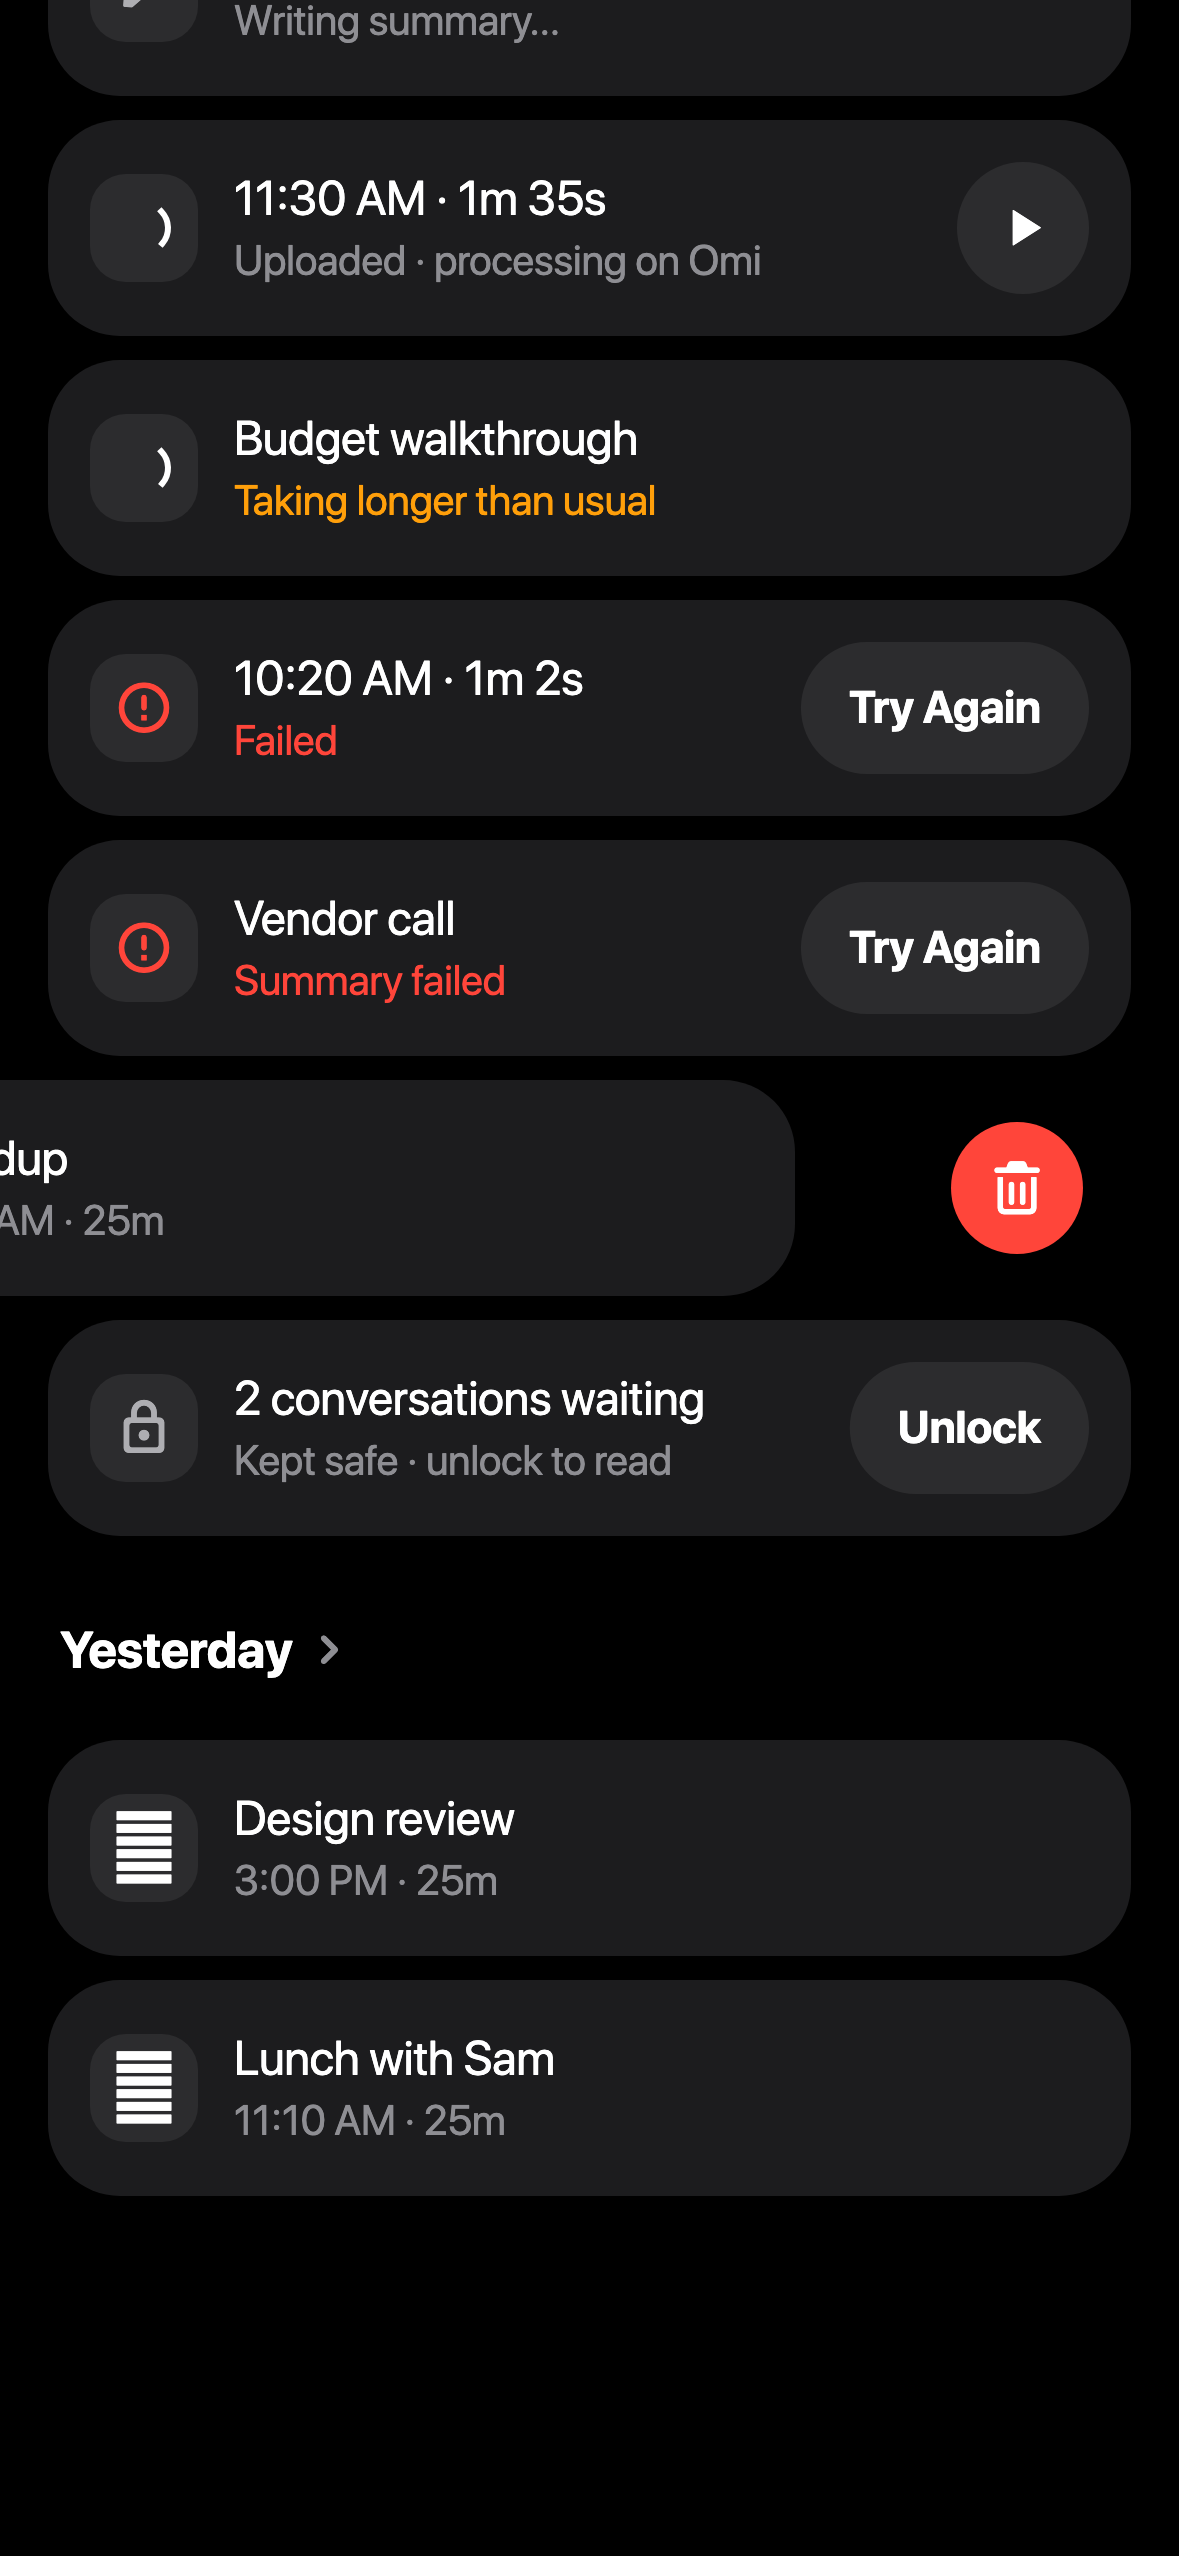 Writing summary...
11:30 AM · 1m 35s
Uploaded · processing on Omi
Budget walkthrough
Taking longer than usual
10:20 AM · 1m 2s
Failed
Try Again
Vendor call
Summary failed
Try Again
dup
AM · 25m
2 conversations waiting
Kept safe · unlock to read
Unlock
Yesterday
Design review
3:00 PM · 25m
Lunch with Sam
11:10 AM · 25m